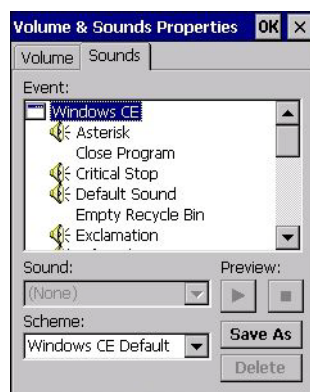 Volume & Sounds Properties OK ×
Volume Sounds
Event:
Windows CE
Asterisk
Close Program
Critical Stop
Default Sound
Empty Recycle Bin
Exclamation
Sound: Preview:
(None)
Scheme:
Windows CE Default
Save As
Delete